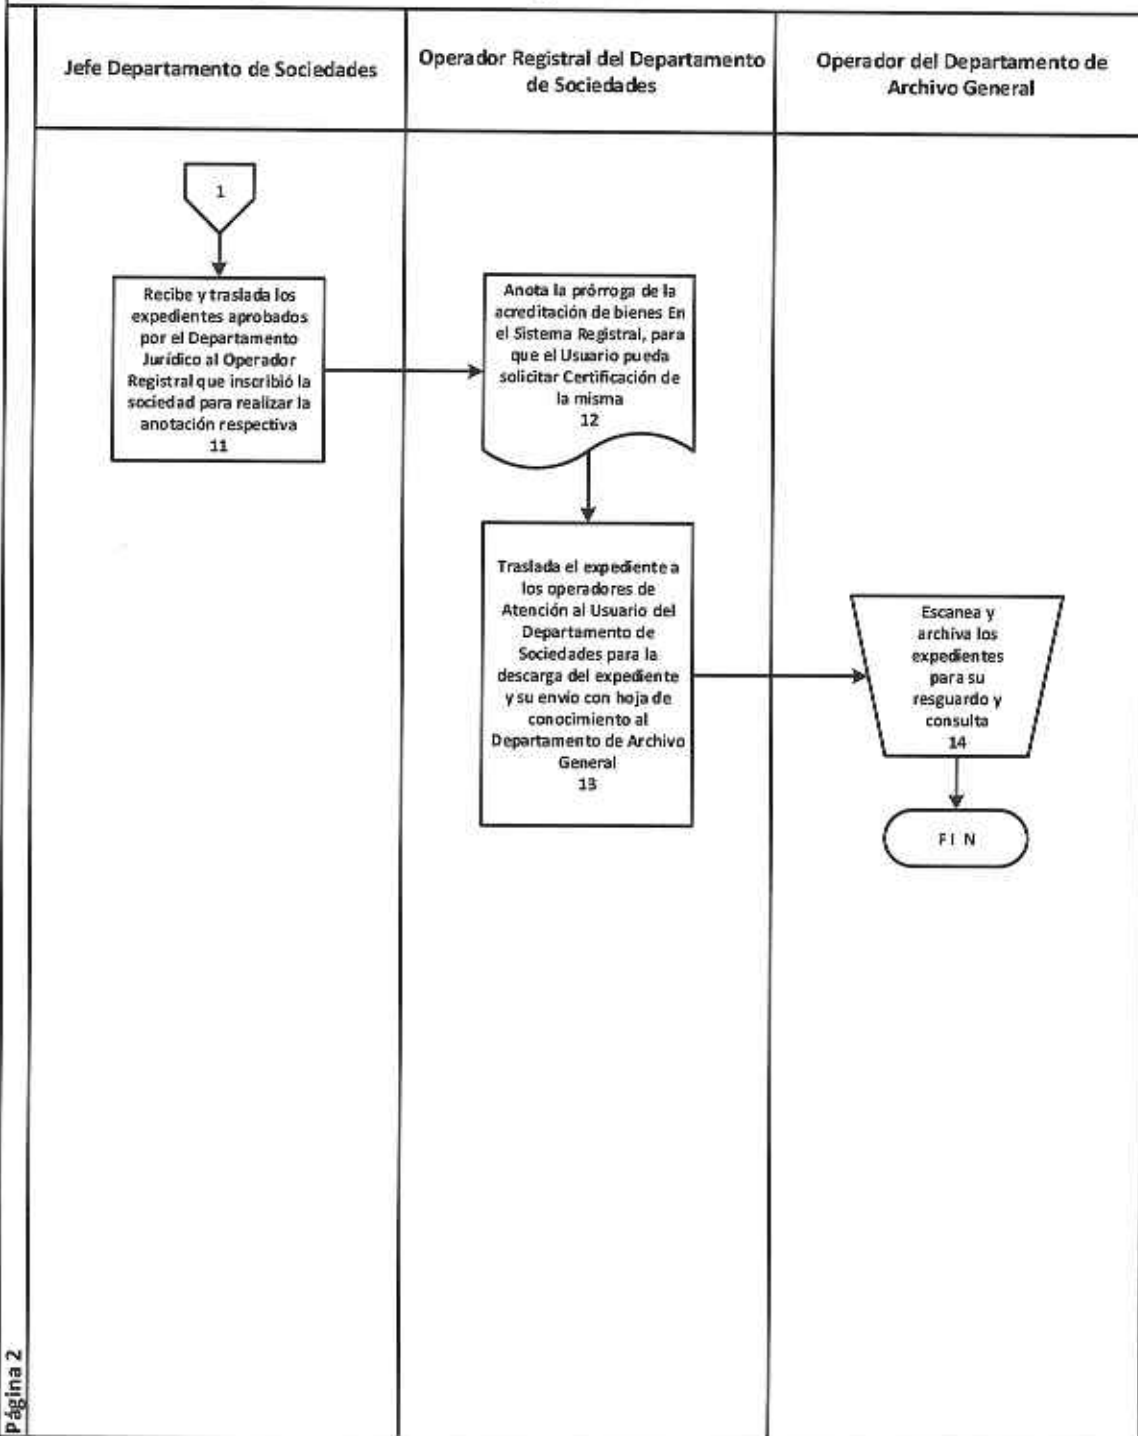 Jefe Departamento de Sociedades
Operador Registral del Departamento
de Sociedades
Operador del Departamento de
Archivo General
1
Recibe y traslada los
expedientes aprobados
por el Departamento
Jurídico al Operador
Registral que inscribió la
sociedad para realizar la
anotación respectiva
11
Anota la prórroga de la
acreditación de bienes En
el Sistema Registral, para
que el Usuario pueda
solicitar Certificación de
la misma
12
Traslada el expediente a
los operadores de
Atención al Usuario del
Departamento de
Sociedades para la
descarga del expediente
y su envío con hoja de
conocimiento al
Departamento de Archivo
General
13
Escanea y
archiva los
expedientes
para su
resguardo y
consulta
14
F I N
Página 2